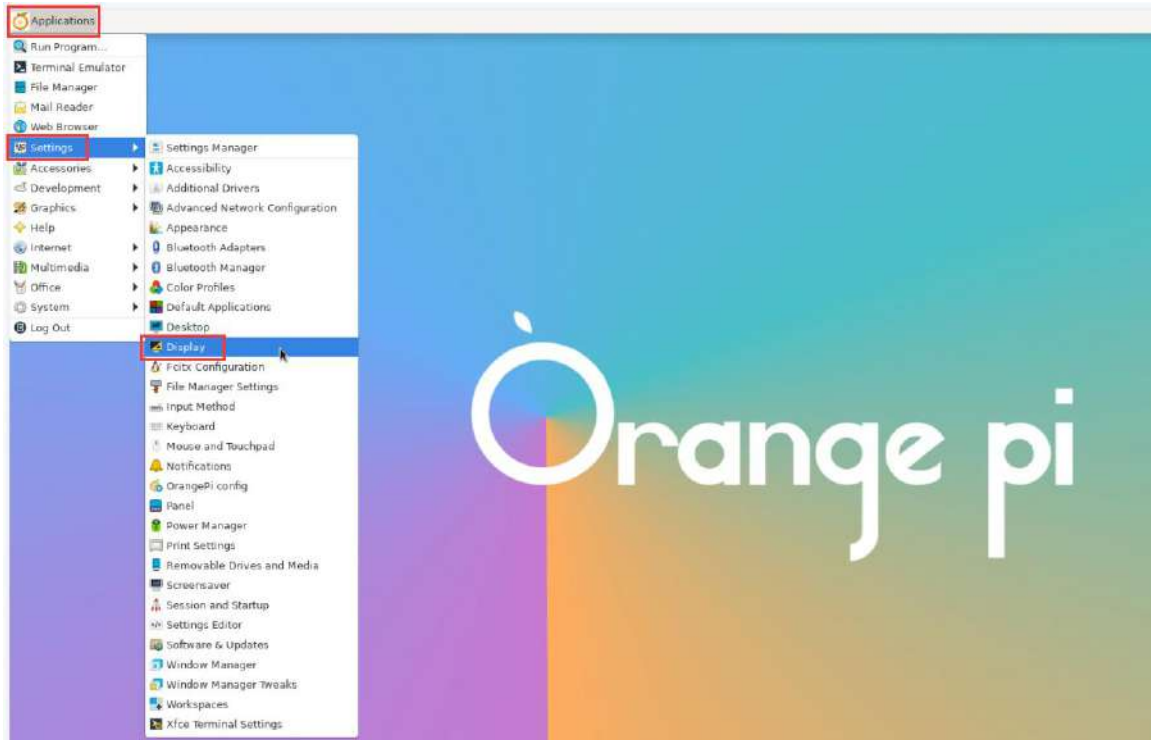 Applications
Run Program...
Terminal Emulator
File Manager
Mail Reader
Web Browser
Settings
Accessories
Development
Graphics
Help
Internet
Multimedia
Office
System
Log Out
Settings Manager
Accessibility
Additional Drivers
Advanced Network Configuration
Appearance
Bluetooth Adapters
Bluetooth Manager
Color Profiles
Default Applications
Desktop
Display
Fcitx Configuration
File Manager Settings
Input Method
Keyboard
Mouse and Touchpad
Notifications
OrangePi config
Panel
Power Manager
Print Settings
Removable Drives and Media
Screensaver
Session and Startup
Settings Editor
Software & Updates
Window Manager
Window Manager Tweaks
Workspaces
Xfce Terminal Settings
Orange pi